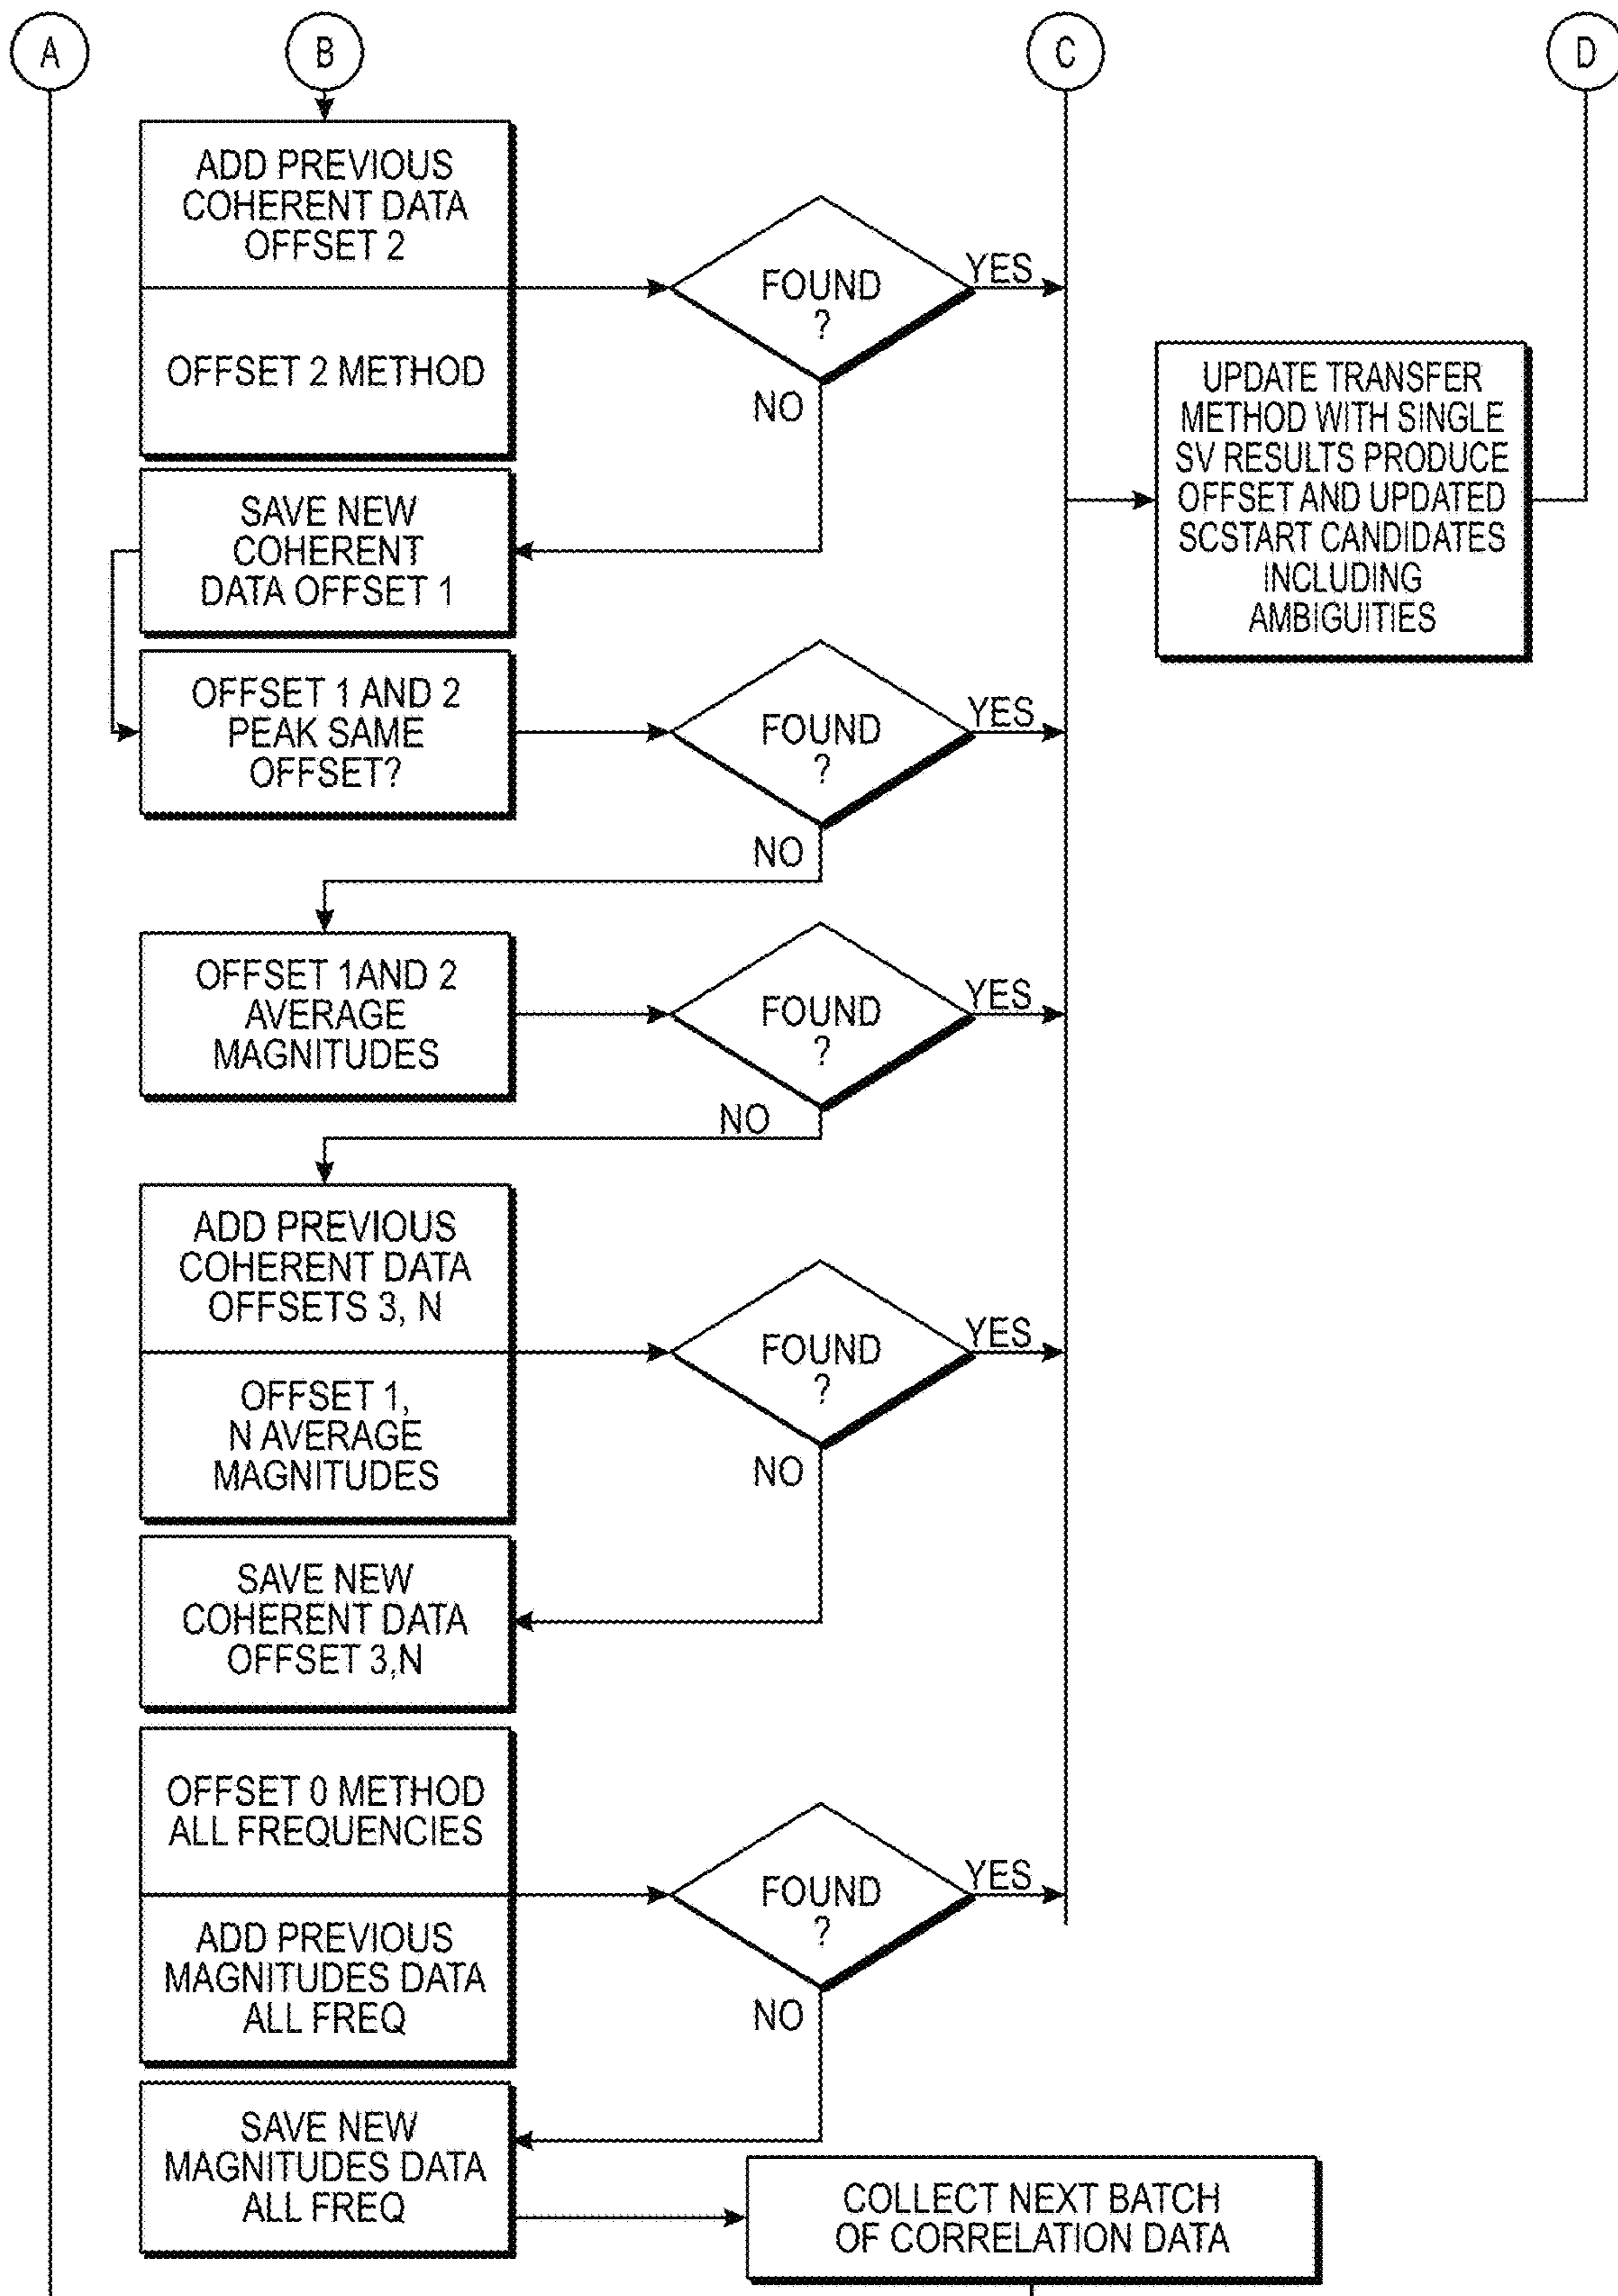 A
B
C
D
ADD PREVIOUS
COHERENT DATA
OFFSET 2
OFFSET 2 METHOD
FOUND
?
YES
NO
UPDATE TRANSFER
METHOD WITH SINGLE
SV RESULTS PRODUCE
OFFSET AND UPDATED
SCSTART CANDIDATES
INCLUDING
AMBIGUITIES
SAVE NEW
COHERENT
DATA OFFSET 1
OFFSET 1 AND 2
PEAK SAME
OFFSET?
FOUND
?
YES
NO
OFFSET 1AND 2
AVERAGE
MAGNITUDES
FOUND
?
YES
NO
ADD PREVIOUS
COHERENT DATA
OFFSETS 3, N
OFFSET 1,
N AVERAGE
MAGNITUDES
FOUND
?
YES
NO
SAVE NEW
COHERENT DATA
OFFSET 3,N
OFFSET 0 METHOD
ALL FREQUENCIES
ADD PREVIOUS
MAGNITUDES DATA
ALL FREQ
FOUND
?
YES
NO
SAVE NEW
MAGNITUDES DATA
ALL FREQ
COLLECT NEXT BATCH
OF CORRELATION DATA